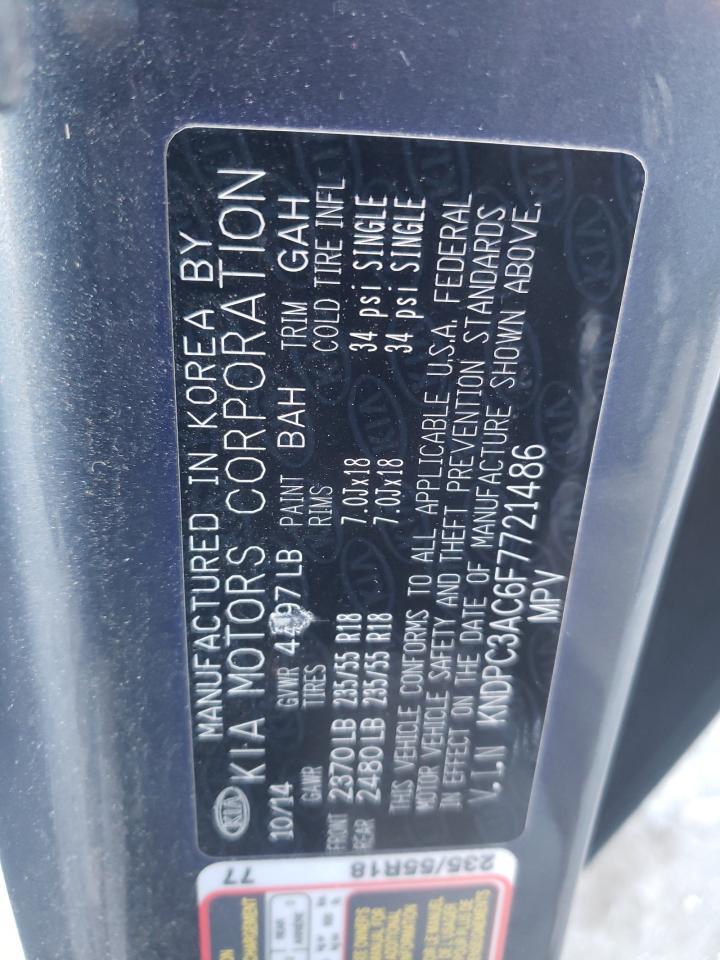 MANUFACTURED IN KOREA BY
KIA KIA MOTORS CORPORATION
10/14 GVWR 4497LB PAINT BAH TRIM GAH
GAWR TIRES RIMS COLD TIRE INFL
FRONT 2370LB 235/55 R18 7.0Jx18 34 psi SINGLE
REAR 2480LB 235/55 R18 7.0Jx18 34 psi SINGLE
THIS VEHICLE CONFORMS TO ALL APPLICABLE U.S.A. FEDERAL
MOTOR VEHICLE SAFETY AND THEFT PREVENTION STANDARDS
IN EFFECT ON THE DATE OF MANUFACTURE SHOWN ABOVE.
V.I.N KNDPC3AC6F7721486
MPV
235/55R18
77